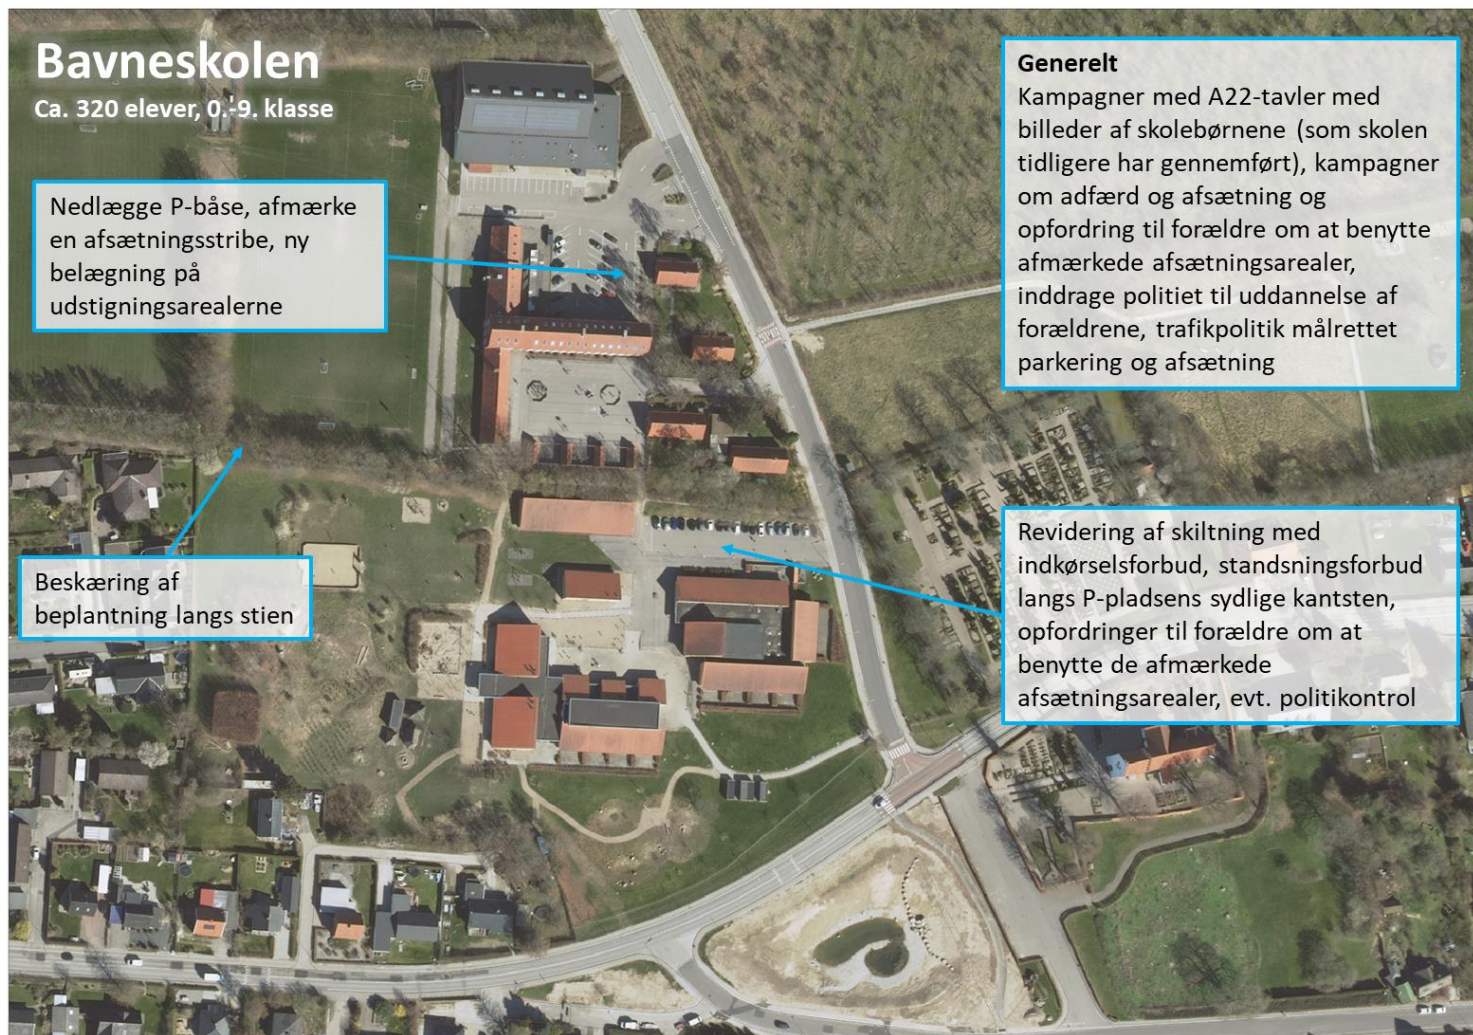 Bavneskolen
Ca. 320 elever, 0.-9. klasse
Nedlægge P-båse, afmærke
en afsætningsstribe, ny
belægning på
udstigningsarealerne
Beskæring af
beplantning langs stien
Generelt
Kampagner med A22-tavler med
billeder af skolebørnene (som skolen
tidligere har gennemført), kampagner
om adfærd og afsætning og
opfordring til forældre om at benytte
afmærkede afsætningsarealer,
inddrage politiet til uddannelse af
forældrene, trafikpolitik målrettet
parkering og afsætning
Revidering af skiltning med
indkørselsforbud, standsningsforbud
langs P-pladsens sydlige kantsten,
opfordringer til forældre om at
benytte de afmærkede
afsætningsarealer, evt. politikontrol